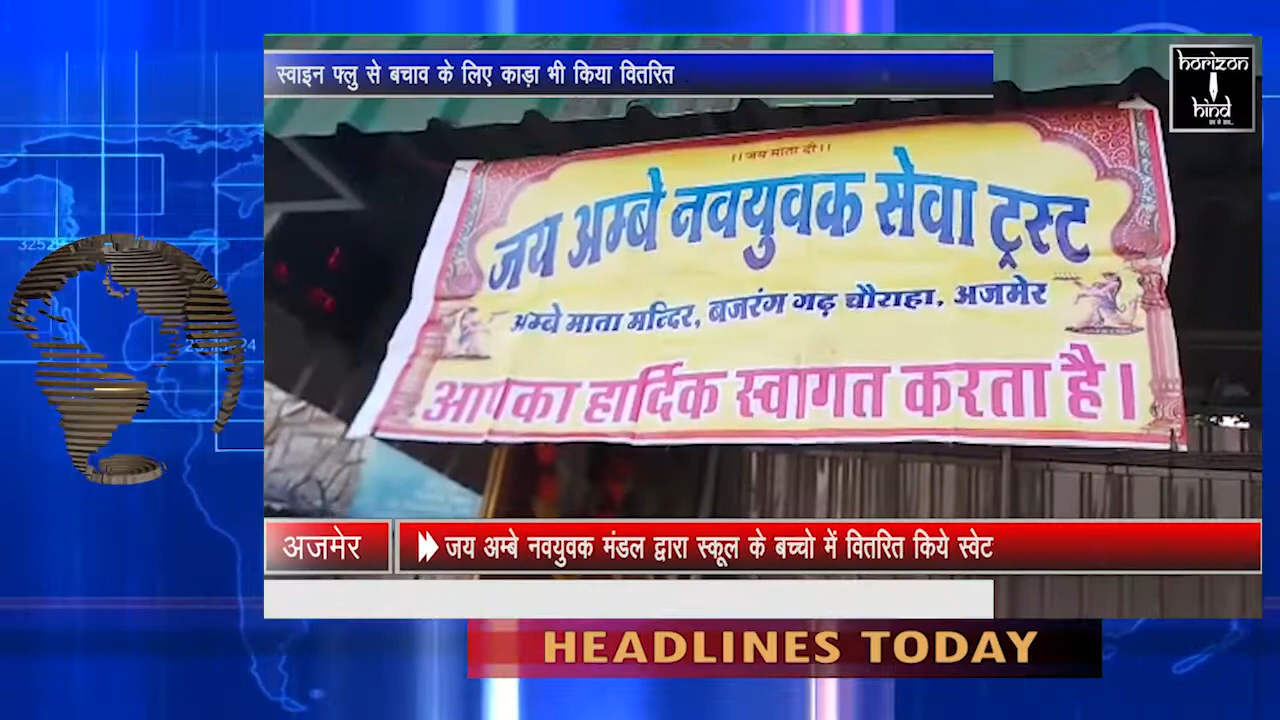 स्वाइन फ्लु से बचाव के लिए काड़ा भी किया वितरित
horizon
hind
।।जय माता दी।।
जय अम्बे नवयुवक सेवा ट्रस्ट
अम्बे माता मन्दिर, बजरंग गढ़ चौराहा, अजमेर
आपका हार्दिक स्वागत करता है।
अजमेर
जय अम्बे नवयुवक मंडल द्वारा स्कूल के बच्चो में वितरित किये स्वेट
HEADLINES TODAY